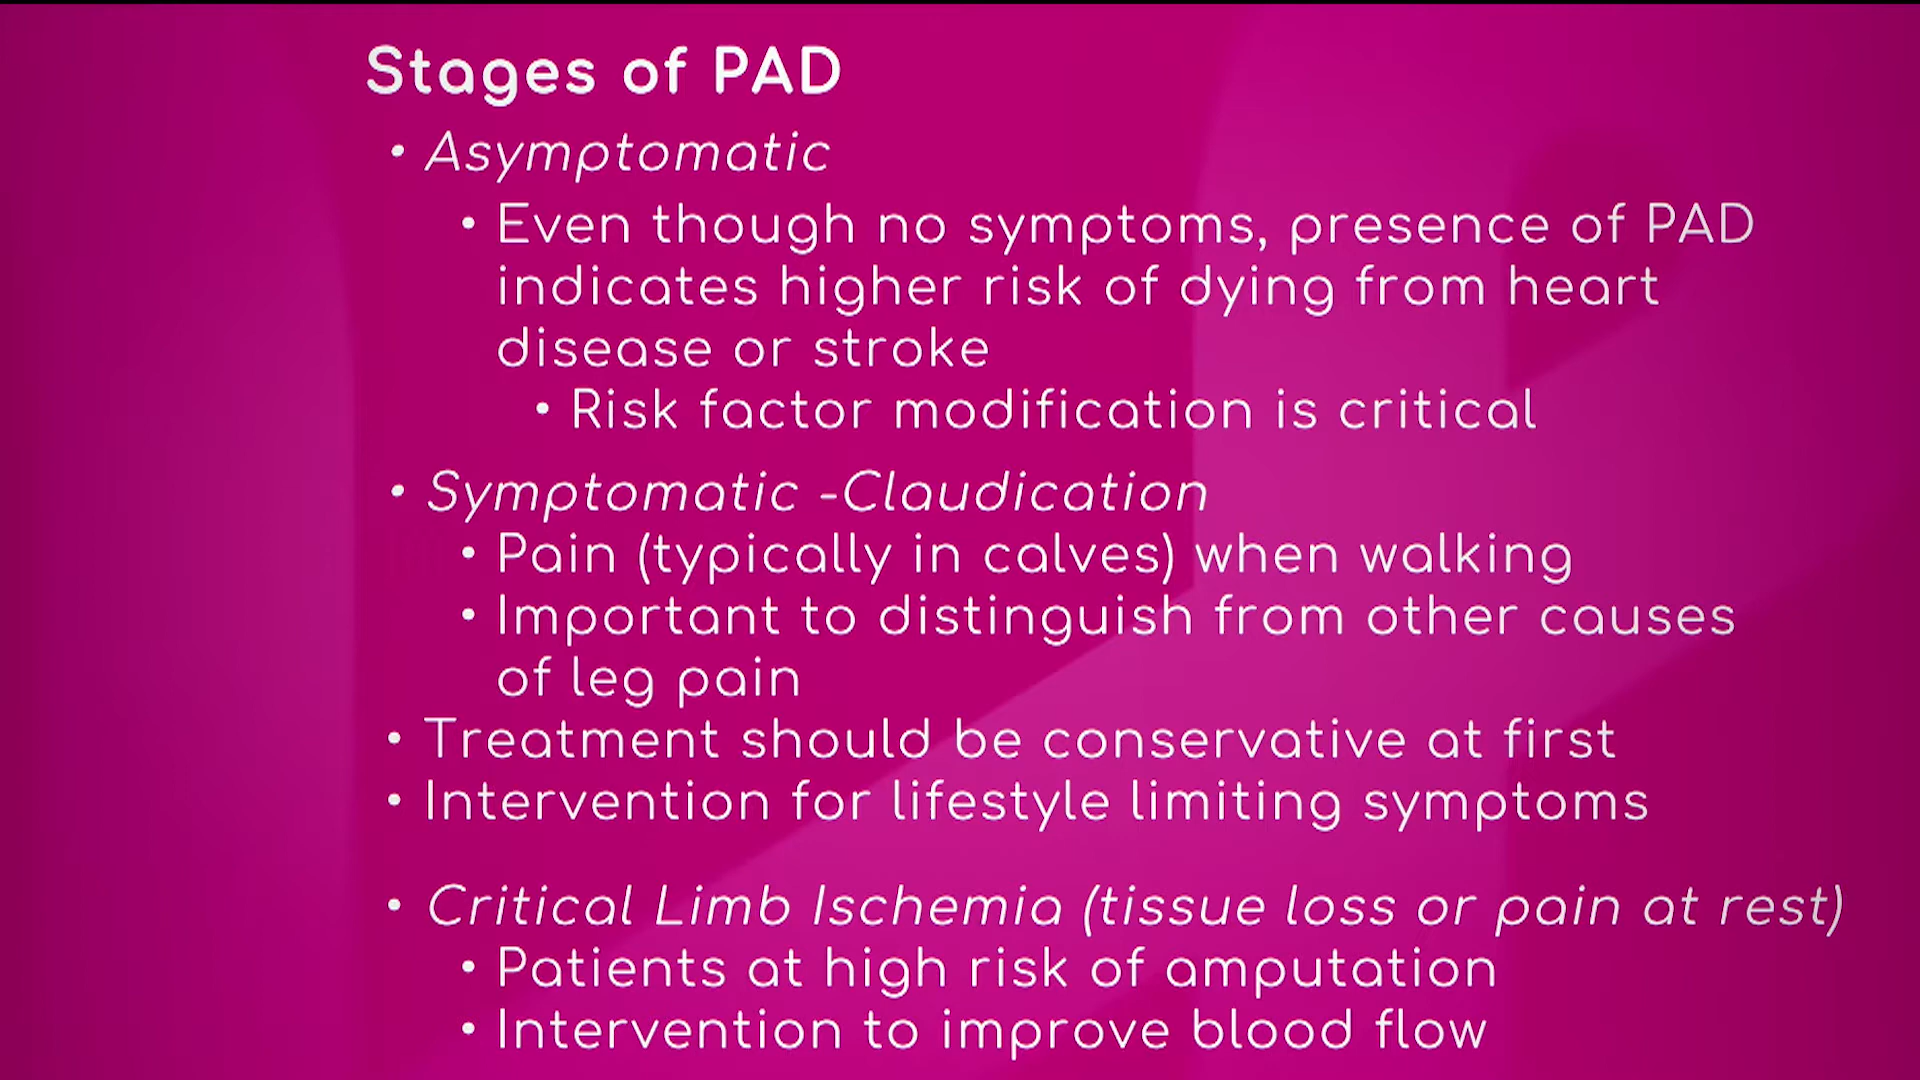 Stages of PAD
• Asymptomatic
• Even though no symptoms, presence of PAD
indicates higher risk of dying from heart
disease or stroke
• Risk factor modification is critical
• Symptomatic -Claudication
• Pain (typically in calves) when walking
• Important to distinguish from other causes
of leg pain
• Treatment should be conservative at first
• Intervention for lifestyle limiting symptoms
• Critical Limb Ischemia (tissue loss or pain at rest)
• Patients at high risk of amputation
• Intervention to improve blood flow